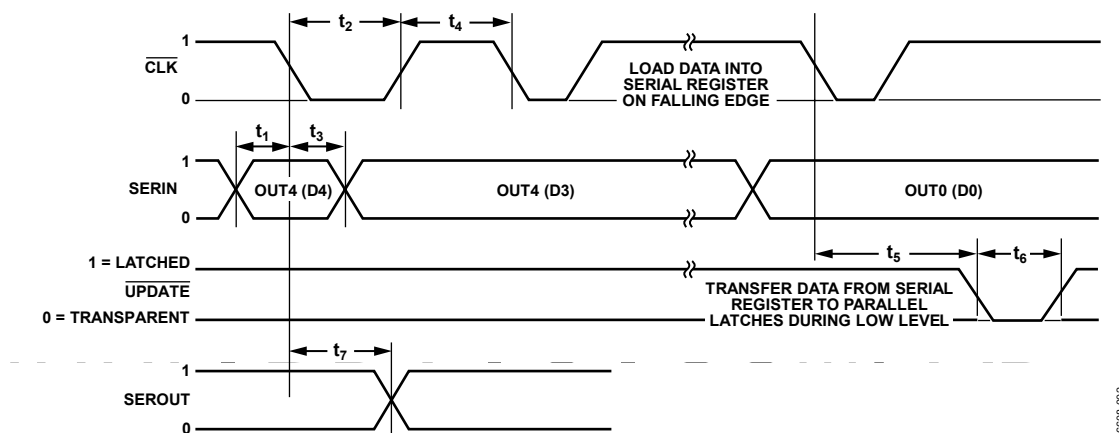 t2
t4
1
CLK
0
LOAD DATA INTO
SERIAL REGISTER
ON FALLING EDGE
t1
t3
1
SERIN
0
OUT4 (D4)
OUT4 (D3)
OUT0 (D0)
t5
t6
1 = LATCHED
UPDATE
0 = TRANSPARENT
TRANSFER DATA FROM SERIAL
REGISTER TO PARALLEL
LATCHES DURING LOW LEVEL
t7
1
SEROUT
0